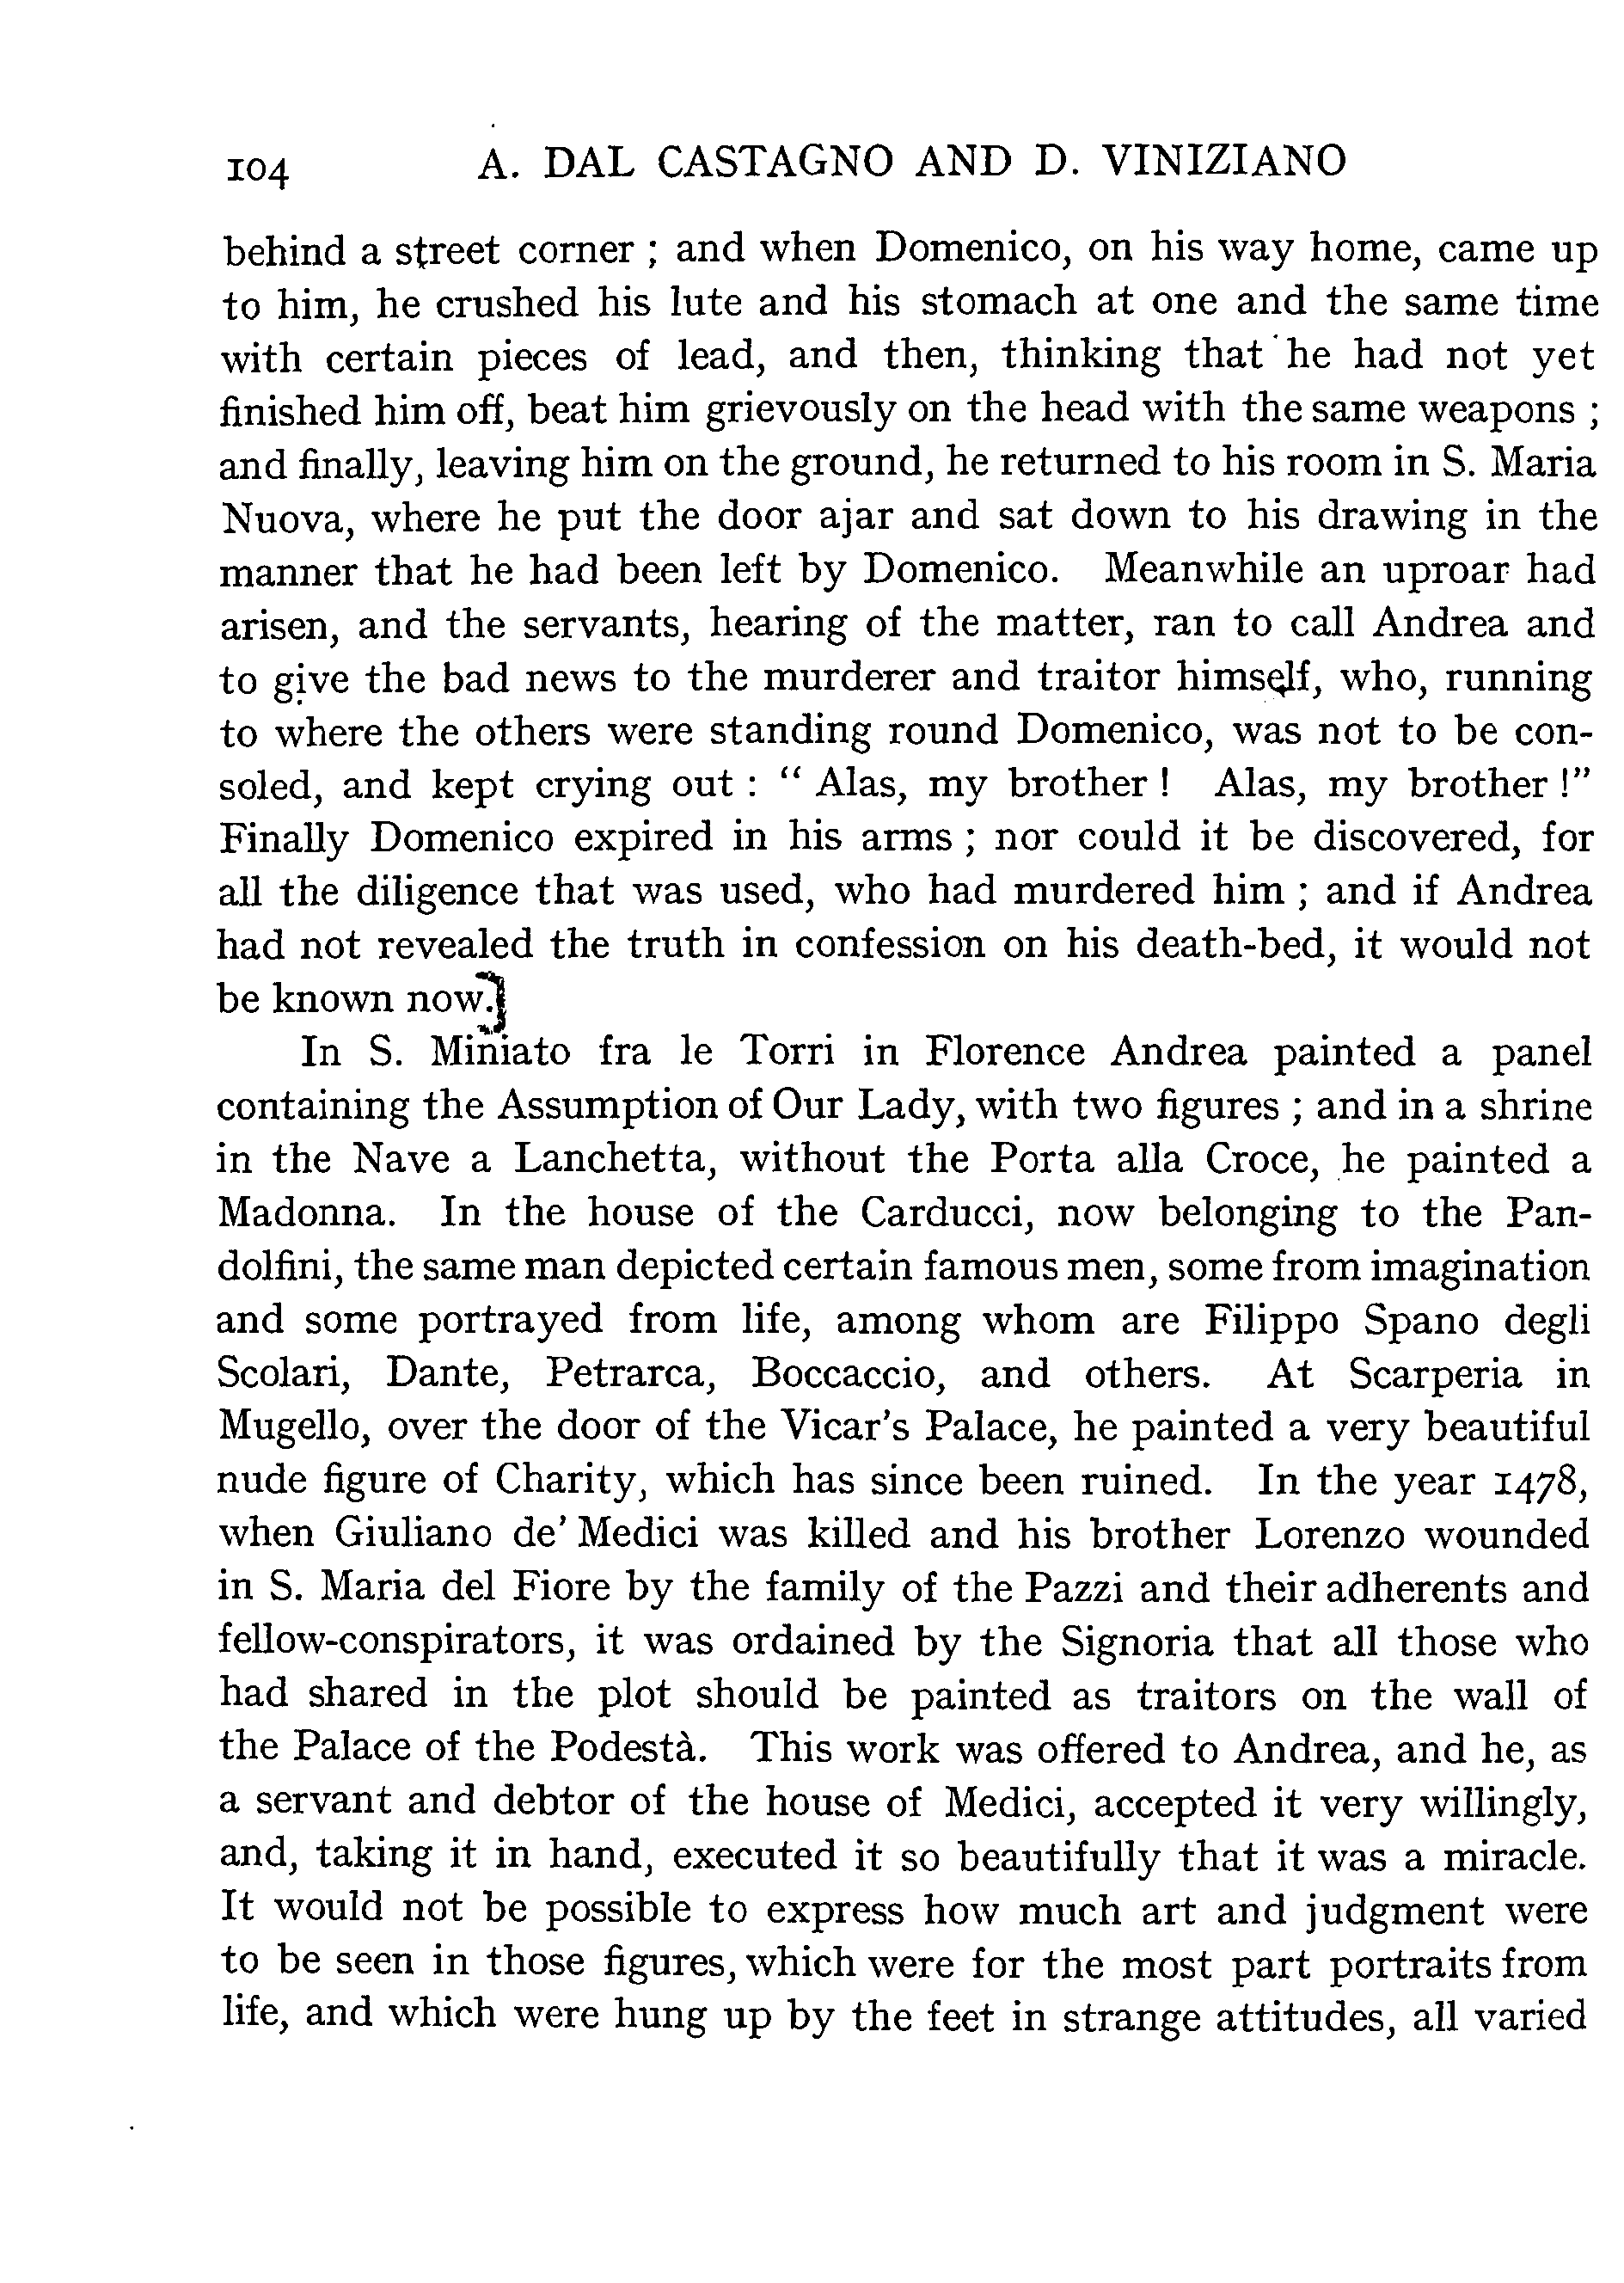 104 A. DAL CASTAGNO AND D. VINIZIANO
behind a street corner ; and when Domenico, on his way home, came up
to him, he crushed his lute and his stomach at one and the same time
with certain pieces of lead, and then, thinking that he had not yet
finished him off, beat him grievously on the head with the same weapons ;
and finally, leaving him on the ground, he returned to his room in S. Maria
Nuova, where he put the door ajar and sat down to his drawing in the
manner that he had been left by Domenico. Meanwhile an uproar had
arisen, and the servants, hearing of the matter, ran to call Andrea and
to give the bad news to the murderer and traitor himself, who, running
to where the others were standing round Domenico, was not to be con-
soled, and kept crying out : “ Alas, my brother ! Alas, my brother !”
Finally Domenico expired in his arms ; nor could it be discovered, for
all the diligence that was used, who had murdered him ; and if Andrea
had not revealed the truth in confession on his death-bed, it would not
be known now.]
In S. Miniato fra le Torri in Florence Andrea painted a panel
containing the Assumption of Our Lady, with two figures ; and in a shrine
in the Nave a Lanchetta, without the Porta alla Croce, he painted a
Madonna. In the house of the Carducci, now belonging to the Pan-
dolfini, the same man depicted certain famous men, some from imagination
and some portrayed from life, among whom are Filippo Spano degli
Scolari, Dante, Petrarca, Boccaccio, and others. At Scarperia in
Mugello, over the door of the Vicar’s Palace, he painted a very beautiful
nude figure of Charity, which has since been ruined. In the year 1478,
when Giuliano de’ Medici was killed and his brother Lorenzo wounded
in S. Maria del Fiore by the family of the Pazzi and their adherents and
fellow-conspirators, it was ordained by the Signoria that all those who
had shared in the plot should be painted as traitors on the wall of
the Palace of the Podestà. This work was offered to Andrea, and he, as
a servant and debtor of the house of Medici, accepted it very willingly,
and, taking it in hand, executed it so beautifully that it was a miracle.
It would not be possible to express how much art and judgment were
to be seen in those figures, which were for the most part portraits from
life, and which were hung up by the feet in strange attitudes, all varied